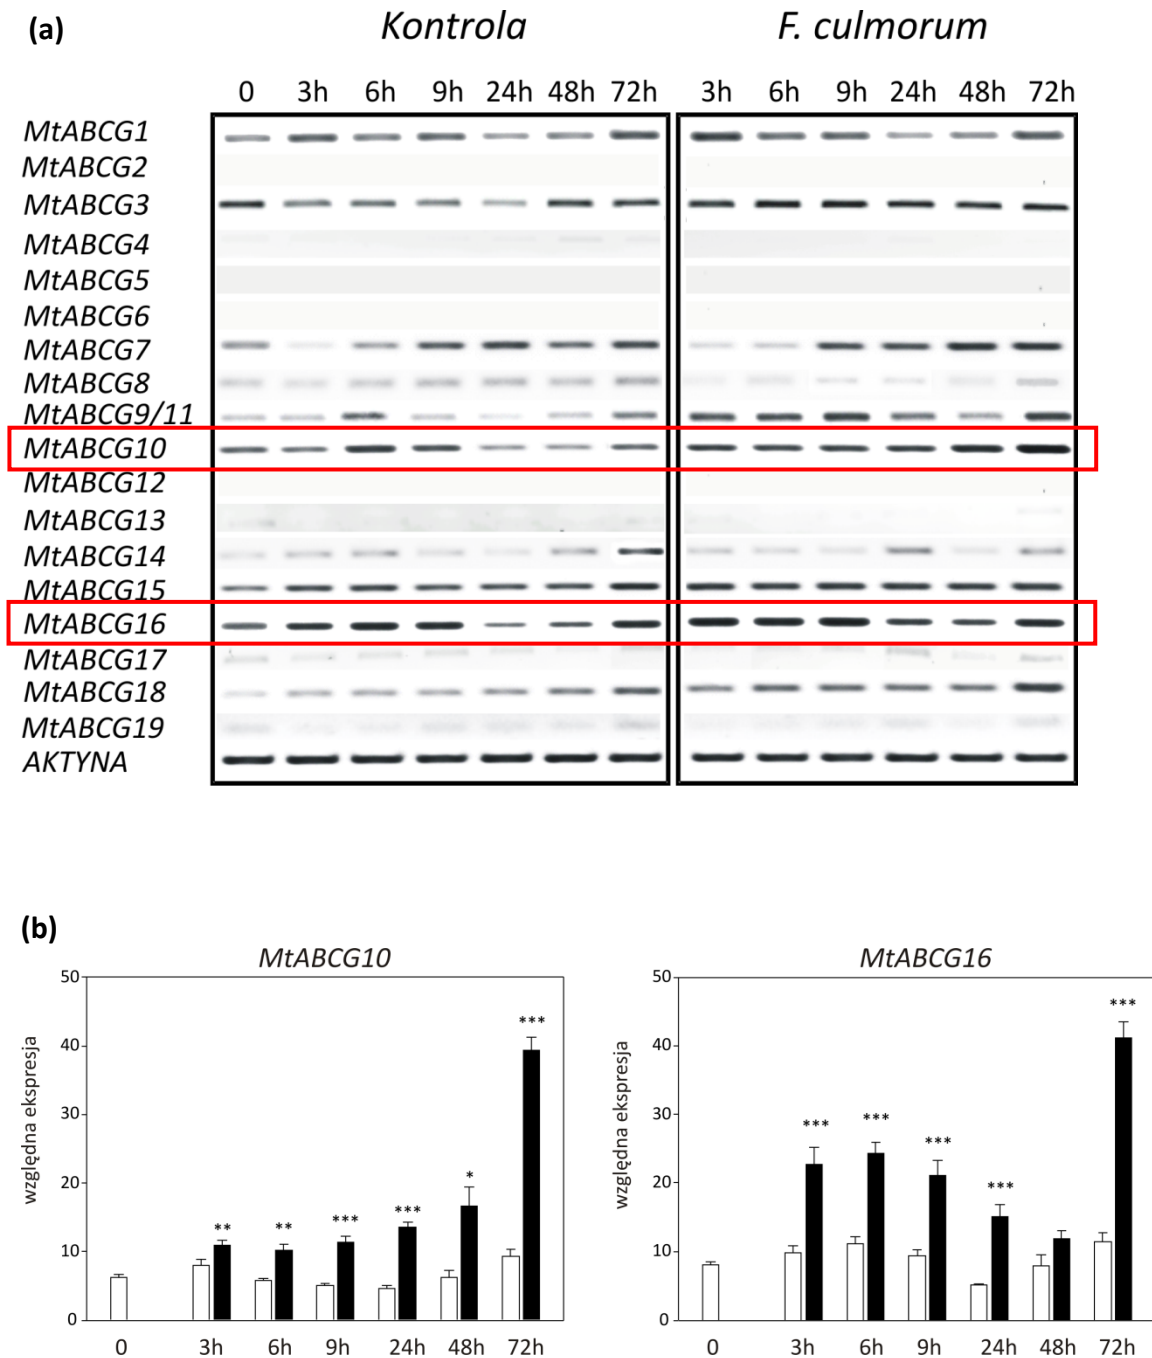 (a)
Kontrola F. culmorum
0 3h 6h 9h 24h 48h 72h 3h 6h 9h 24h 48h 72h
MtABCG1
MtABCG2
MtABCG3
MtABCG4
MtABCG5
MtABCG6
MtABCG7
MtABCG8
MtABCG9/11
MtABCG10
MtABCG12
MtABCG13
MtABCG14
MtABCG15
MtABCG16
MtABCG17
MtABCG18
MtABCG19
AKTYNA
(b)
MtABCG10
względna ekspresja
50
40
30
20
10
0
** ** *** *** * ***
0 3h 6h 9h 24h 48h 72h
MtABCG16
względna ekspresja
50
40
30
20
10
0
*** *** *** *** ***
0 3h 6h 9h 24h 48h 72h